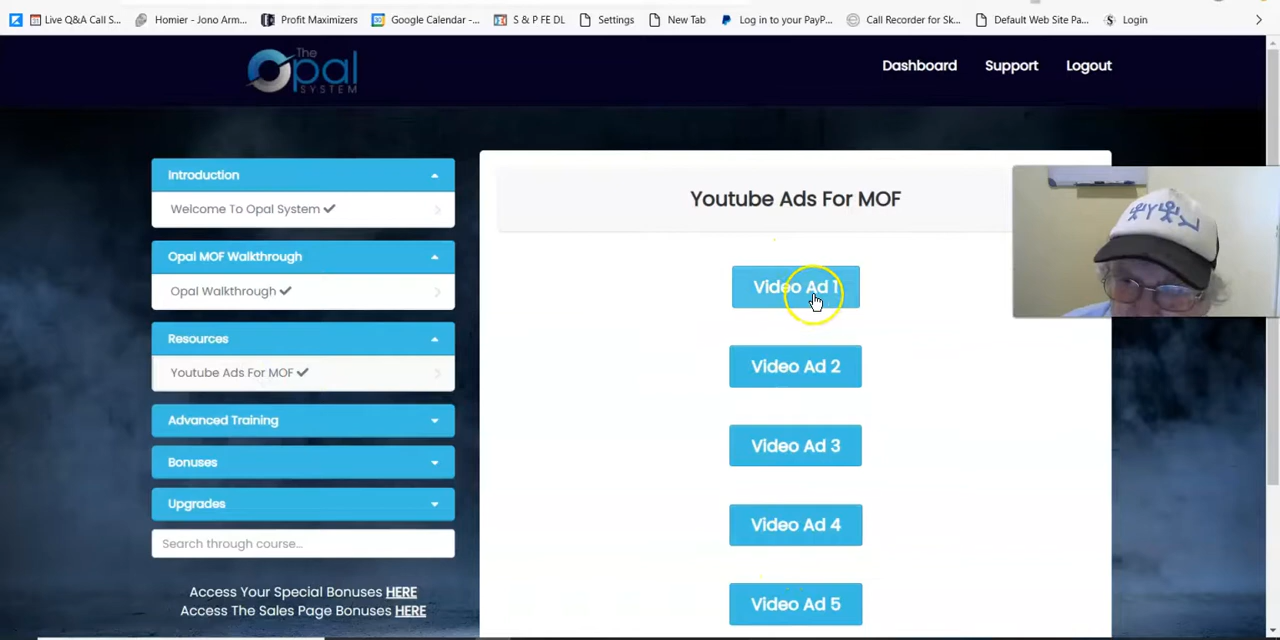 Live Q&A Call S...
Homier - Jono Arm...
Profit Maximizers
Google Calendar -...
S & P FE DL
Settings
New Tab
Log in to your PayP...
Call Recorder for Sk...
Default Web Site Pa...
Login
The
Opal
SYSTEM
Dashboard
Support
Logout
Introduction
Welcome To Opal System
Opal MOF Walkthrough
Opal Walkthrough
Resources
Youtube Ads For MOF
Advanced Training
Bonuses
Upgrades
Search through course...
Access Your Special Bonuses HERE
Access The Sales Page Bonuses HERE
Youtube Ads For MOF
Video Ad 1
Video Ad 2
Video Ad 3
Video Ad 4
Video Ad 5